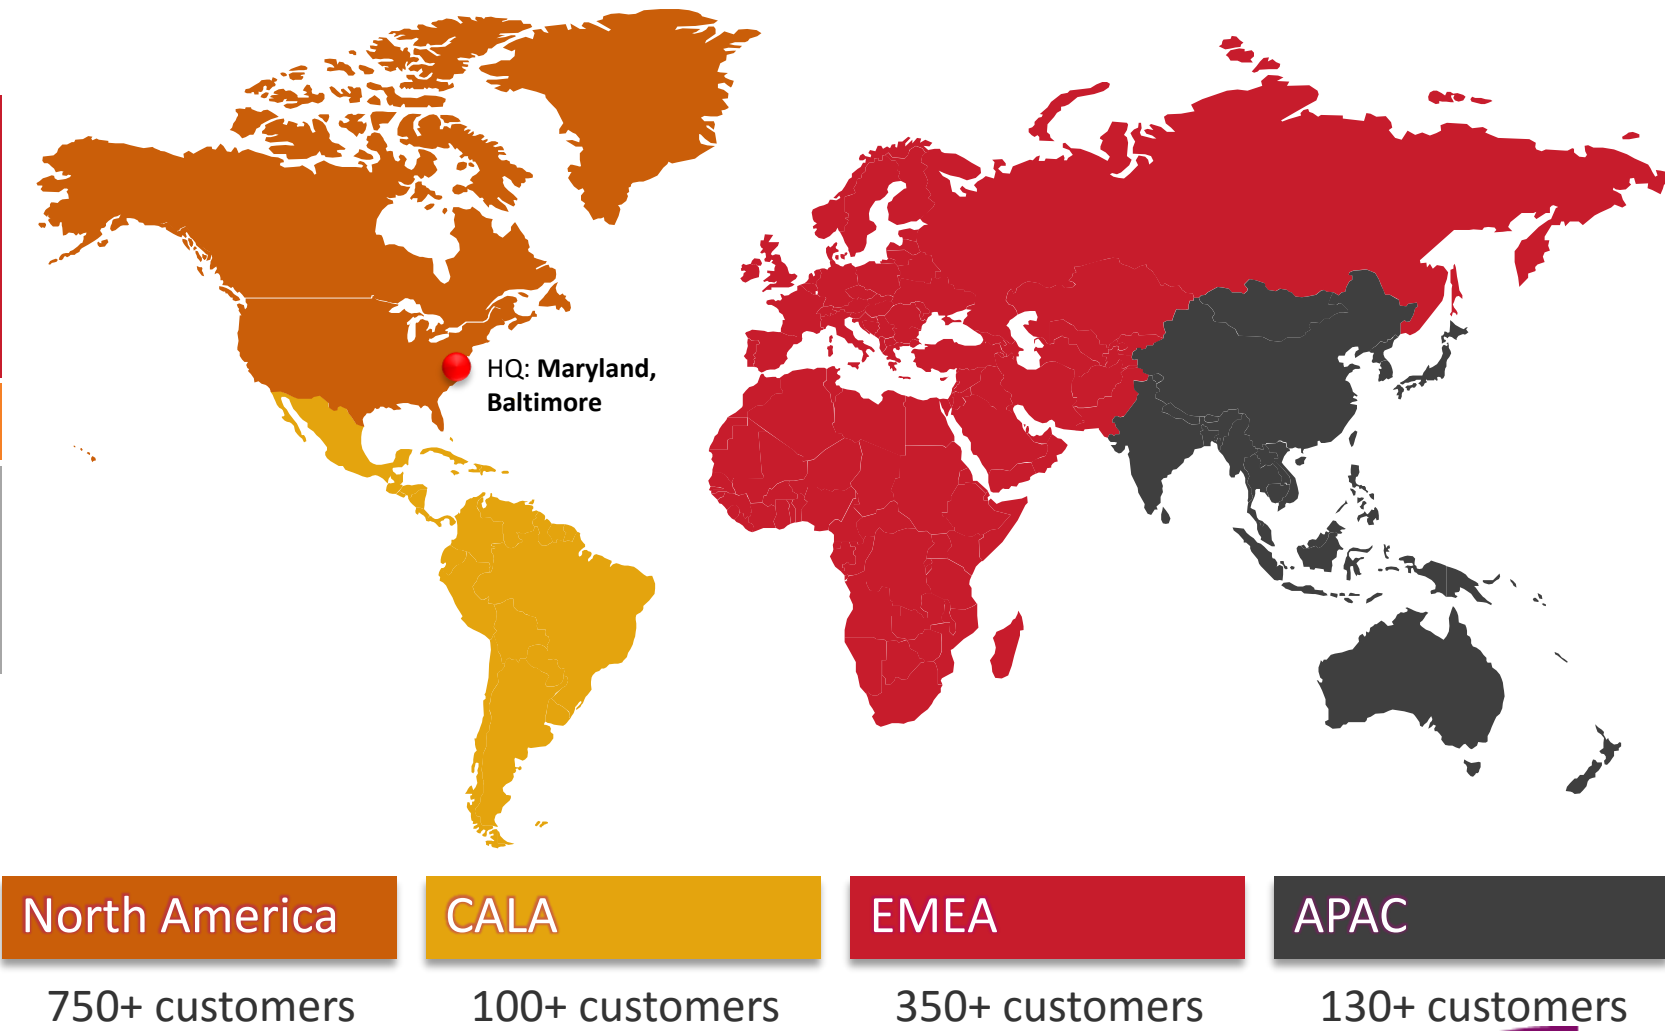 HQ: Maryland,
Baltimore
North America
CALA
EMEA
APAC
750+ customers
100+ customers
350+ customers
130+ customers